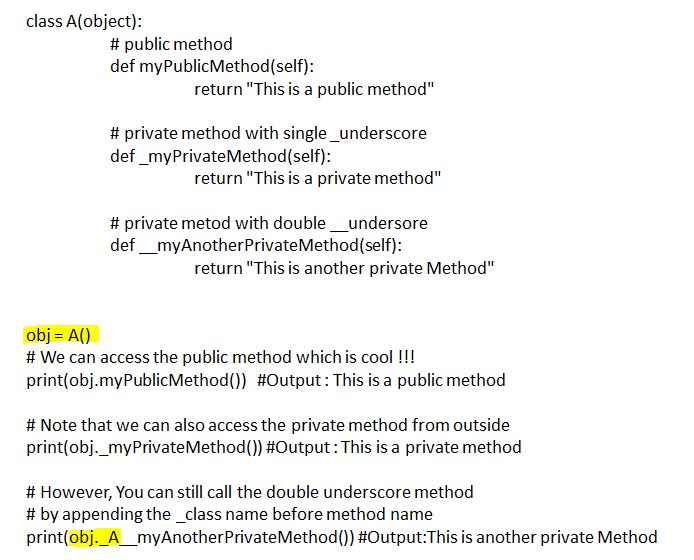 class A(object):
# public method
def myPublicMethod(self):
return "This is a public method"
# private method with single _underscore
def _myPrivateMethod(self):
return "This is a private method"
# private metod with double __undersore
def __myAnotherPrivateMethod(self):
return "This is another private Method"
obj = A()
# We can access the public method which is cool !!!
print(obj.myPublicMethod()) #Output : This is a public method
# Note that we can also access the private method from outside
print(obj._myPrivateMethod()) #Output : This is a private method
# However, You can still call the double underscore method
# by appending the _class name before method name
print(obj._A__myAnotherPrivateMethod()) #Output:This is another private Method